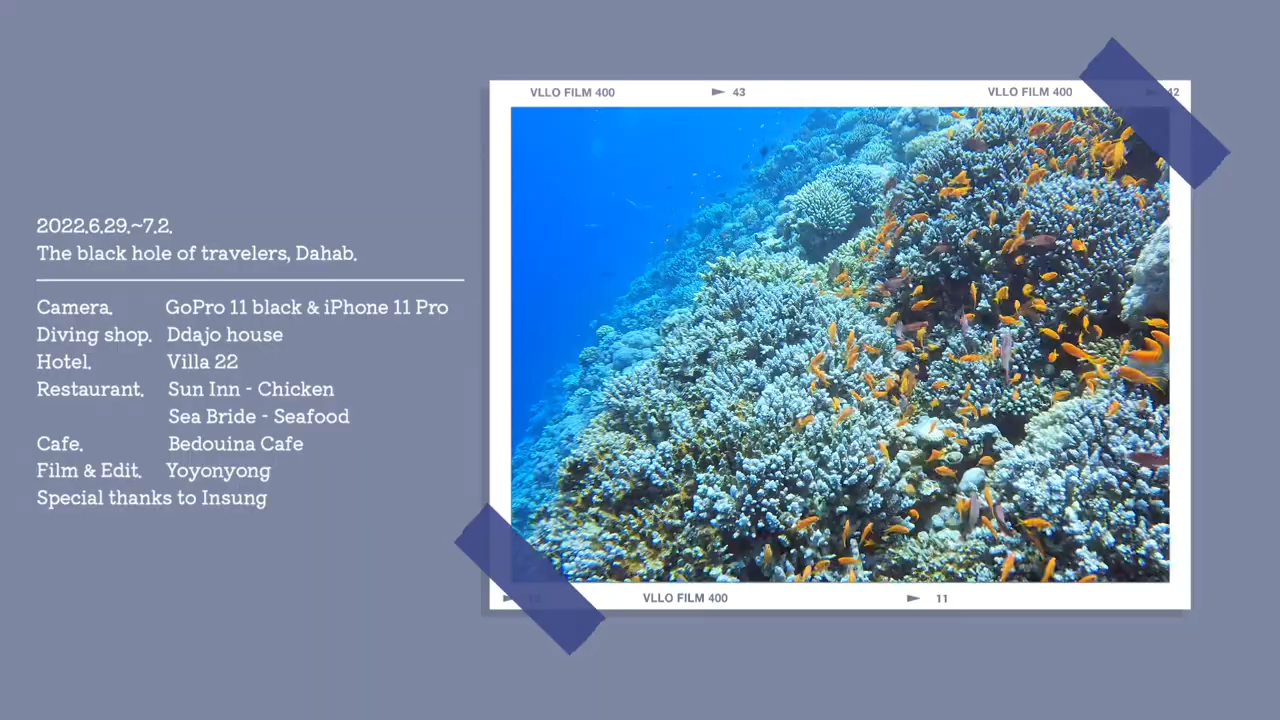 2022.6.29.~7.2.
The black hole of travelers, Dahab.
Camera. GoPro 11 black & iPhone 11 Pro
Diving shop. Ddajo house
Hotel. Villa 22
Restaurant. Sun Inn - Chicken
Sea Bride - Seafood
Cafe. Bedouina Cafe
Film & Edit. Yoyonyong
Special thanks to Insung
VLLO FILM 400 43 VLLO FILM 400 42
VLLO FILM 400 11